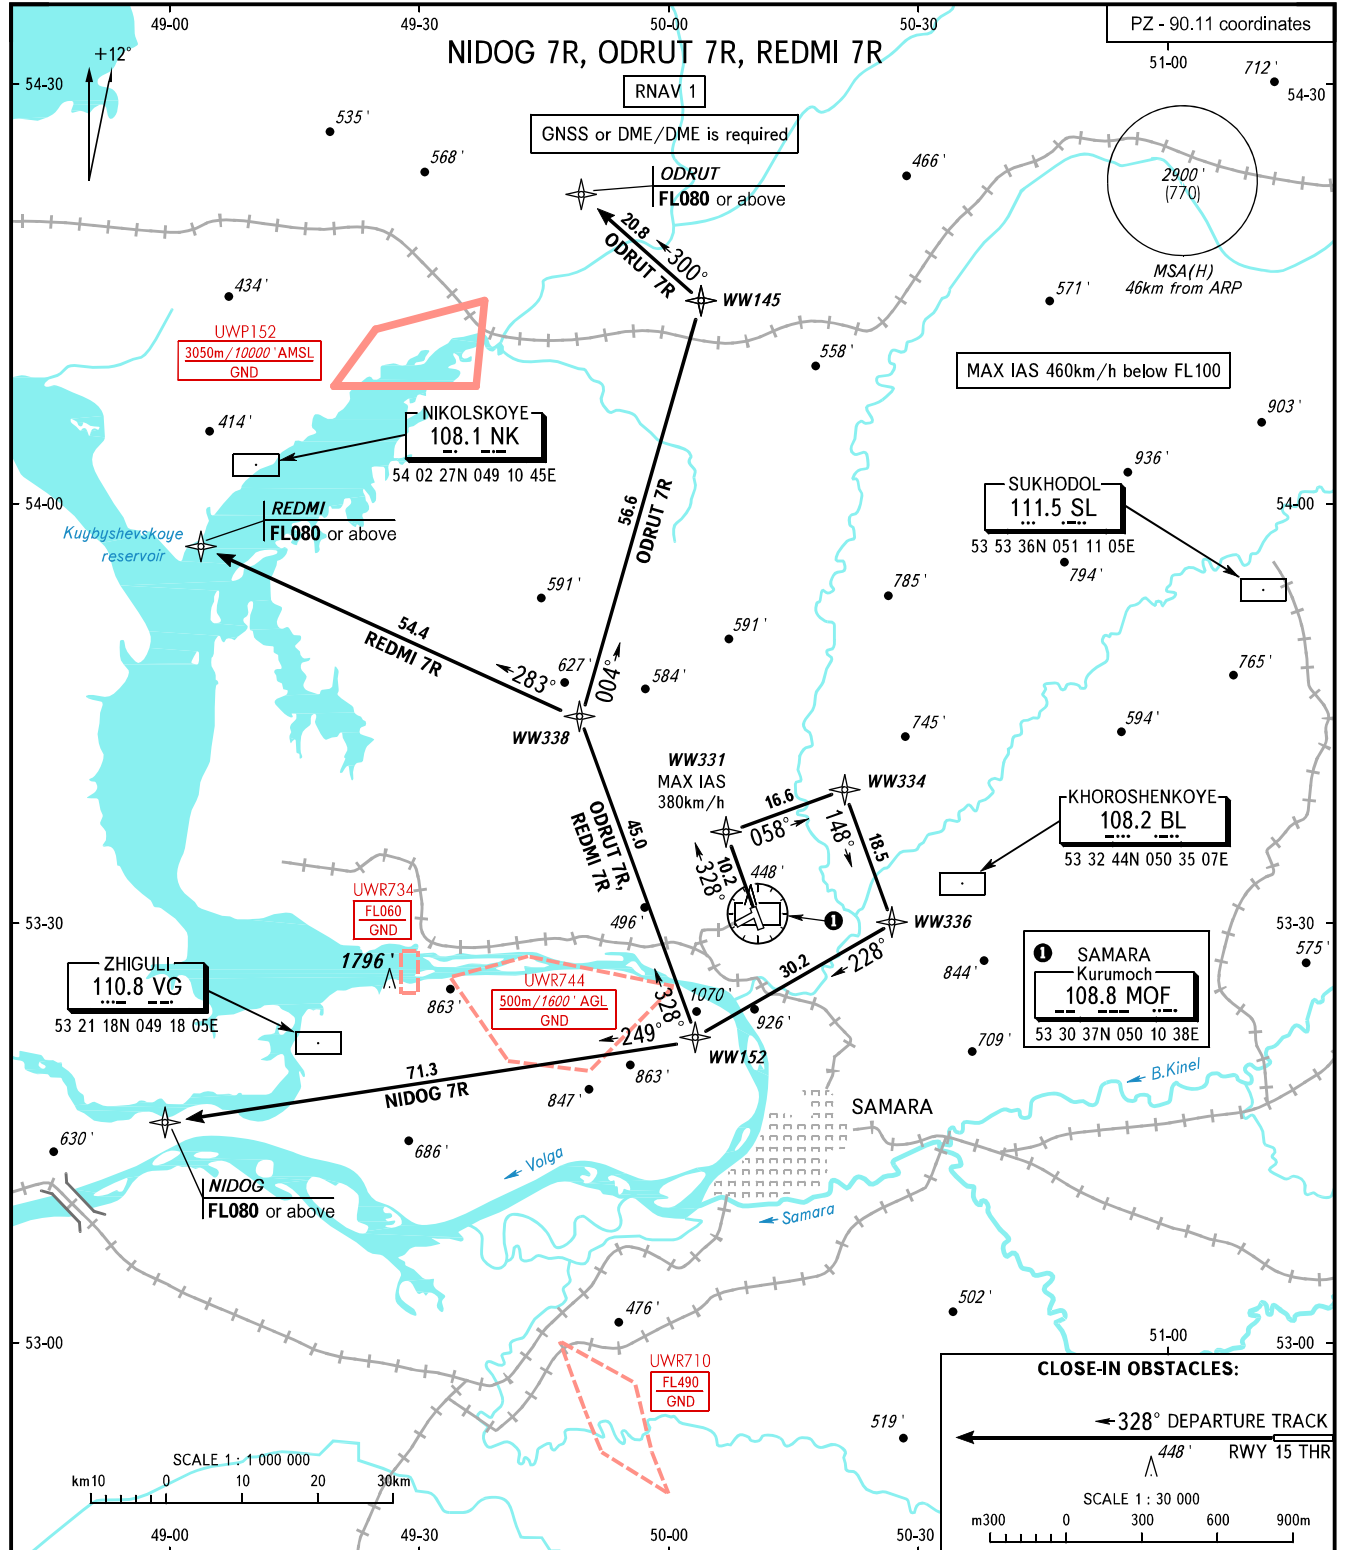 49-00
49-30
50-00
50-30
PZ - 90.11 coordinates
+12°
NIDOG 7R, ODRUT 7R, REDMI 7R
51-00
712'
54-30
54-30
RNAV 1
535'
GNSS or DME/DME is required
568'
ODRUT
FL080 or above
466'
2900'
(770)
20.8
ODRUT 7R
300°
MSA(H)
46km from ARP
434'
WW145
571'
UWP152
3050m/10000' AMSL
GND
558'
MAX IAS 460km/h below FL100
414'
NIKOLSKOYE
108.1 NK
54 02 27N 049 10 45E
903'
936'
SUKHODOL
111.5 SL
53 53 36N 051 11 05E
54-00
54-00
REDMI
FL080 or above
Kuybyshevskoye
reservoir
56.6
ODRUT 7R
794'
591'
785'
591'
54.4
REDMI 7R
283°
627'
004°
584'
765'
WW338
745'
594'
WW331
MAX IAS
380km/h
WW334
16.6
058°
148°
18.5
KHOROSHENKOYE
108.2 BL
53 32 44N 050 35 07E
45.0
ODRUT 7R,
REDMI 7R
10.2
328°
448'
UWR734
FL060
GND
496'
1
WW336
53-30
53-30
1796'
ZHIGULI
110.8 VG
53 21 18N 049 18 05E
863'
UWR744
500m/1600' AGL
GND
328°
1070'
30.2
228°
926'
844'
1 SAMARA
Kurumoch
108.8 MOF
53 30 37N 050 10 38E
575'
249°
WW152
709'
71.3
NIDOG 7R
863'
847'
B.Kinel
SAMARA
630'
686'
Volga
NIDOG
FL080 or above
Samara
476'
502'
53-00
51-00
53-00
UWR710
FL490
GND
CLOSE-IN OBSTACLES:
328° DEPARTURE TRACK
519'
448'
RWY 15 THR
SCALE 1 : 1 000 000
km10 0 10 20 30km
SCALE 1 : 30 000
m300 0 300 600 900m
49-00
49-30
50-00
50-30